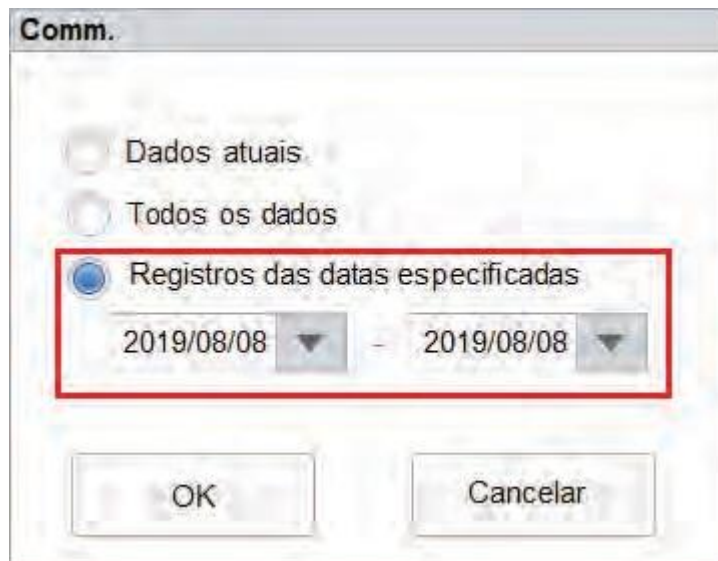 Comm.
Dados atuais
Todos os dados
Registros das datas especificadas
2019/08/08 - 2019/08/08
OK Cancelar